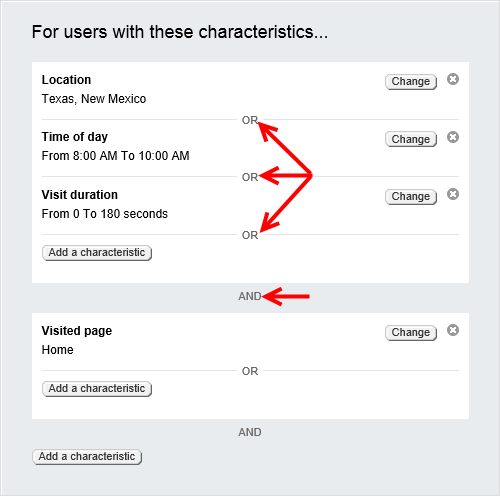 For users with these characteristics...
Location
Change
Texas, New Mexico
OR
Time of day
Change
From 8:00 AM To 10:00 AM
OR
Visit duration
Change
From 0 To 180 seconds
OR
Add a characteristic
AND
Visited page
Change
Home
OR
Add a characteristic
AND
Add a characteristic